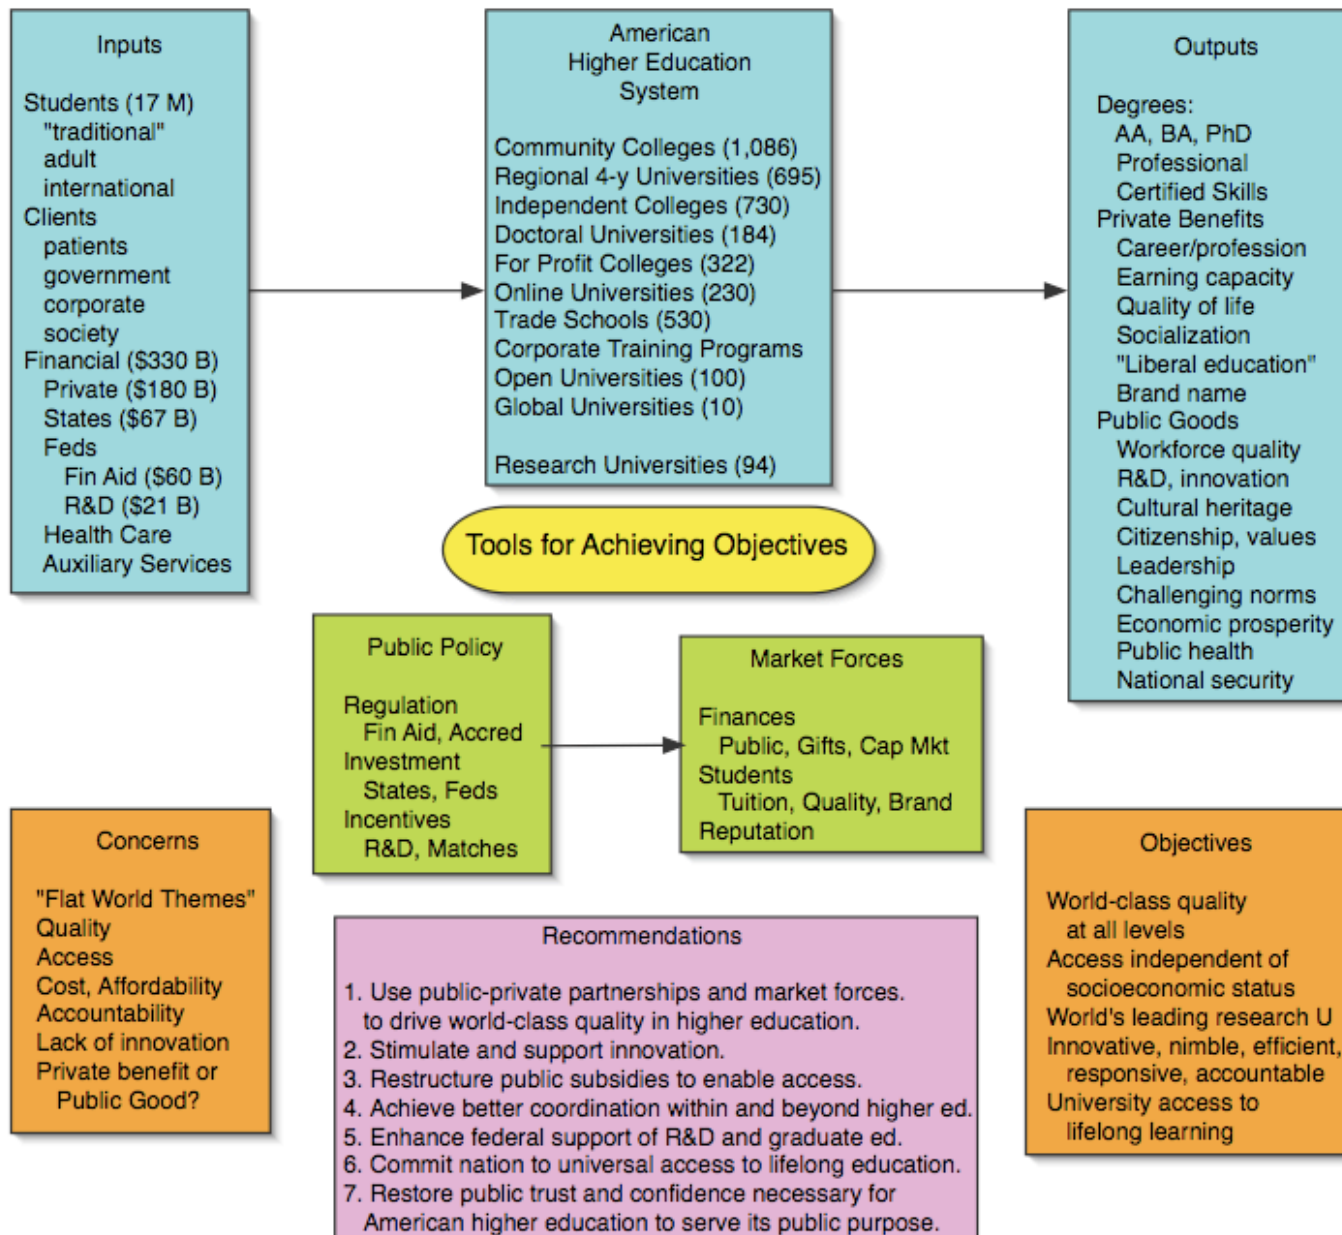 Inputs
Students (17 M)
"traditional"
adult
international
Clients
patients
government
corporate
society
Financial ($330 B)
Private ($180 B)
States ($67 B)
Feds
Fin Aid ($60 B)
R&D ($21 B)
Health Care
Auxiliary Services
American
Higher Education
System
Community Colleges (1,086)
Regional 4-y Universities (695)
Independent Colleges (730)
Doctoral Universities (184)
For Profit Colleges (322)
Online Universities (230)
Trade Schools (530)
Corporate Training Programs
Open Universities (100)
Global Universities (10)
Research Universities (94)
Outputs
Degrees:
AA, BA, PhD
Professional
Certified Skills
Private Benefits
Career/profession
Earning capacity
Quality of life
Socialization
"Liberal education"
Brand name
Public Goods
Workforce quality
R&D, innovation
Cultural heritage
Citizenship, values
Leadership
Challenging norms
Economic prosperity
Public health
National security
Tools for Achieving Objectives
Public Policy
Regulation
Fin Aid, Accred
Investment
States, Feds
Incentives
R&D, Matches
Market Forces
Finances
Public, Gifts, Cap Mkt
Students
Tuition, Quality, Brand
Reputation
Concerns
"Flat World Themes"
Quality
Access
Cost, Affordability
Accountability
Lack of innovation
Private benefit or
Public Good?
Recommendations
1. Use public-private partnerships and market forces.
to drive world-class quality in higher education.
2. Stimulate and support innovation.
3. Restructure public subsidies to enable access.
4. Achieve better coordination within and beyond higher ed.
5. Enhance federal support of R&D and graduate ed.
6. Commit nation to universal access to lifelong education.
7. Restore public trust and confidence necessary for
American higher education to serve its public purpose.
Objectives
World-class quality
at all levels
Access independent of
socioeconomic status
World's leading research U
Innovative, nimble, efficient,
responsive, accountable
University access to
lifelong learning